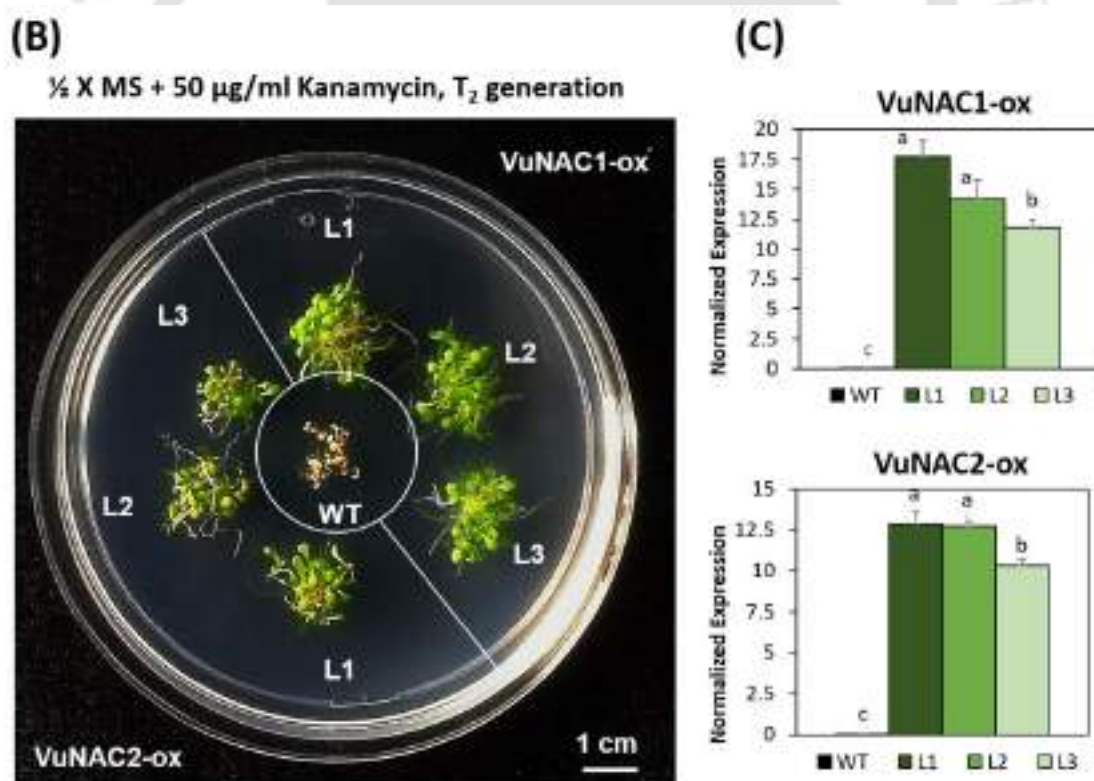 (B)
½ X MS + 50 µg/ml Kanamycin, T₂ generation
VuNAC1-ox
L1
L2
L3
L3
L2
L1
WT
VuNAC2-ox
1 cm
(C)
VuNAC1-ox
Normalized Expression
20
17.5
15
12.5
10
7.5
5
2.5
0
c
a
a
b
WT L1 L2 L3
VuNAC2-ox
Normalized Expression
15
12.5
10
7.5
5
2.5
0
c
a
a
b
WT L1 L2 L3